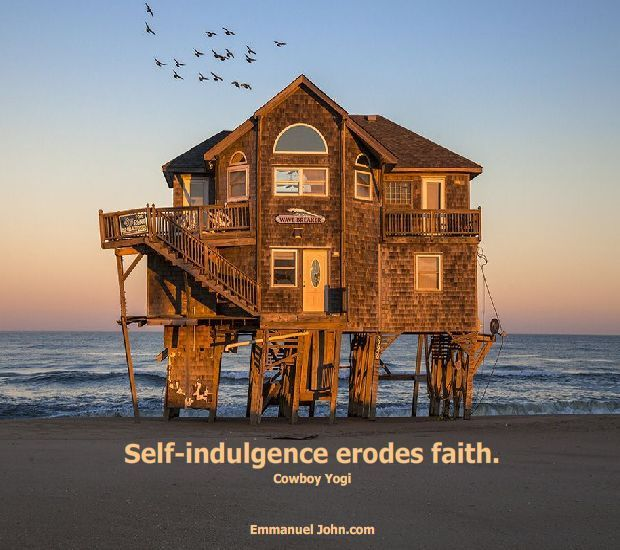 WAVE BREAKER
Self-indulgence erodes faith.
Cowboy Yogi
Emmanuel John.com